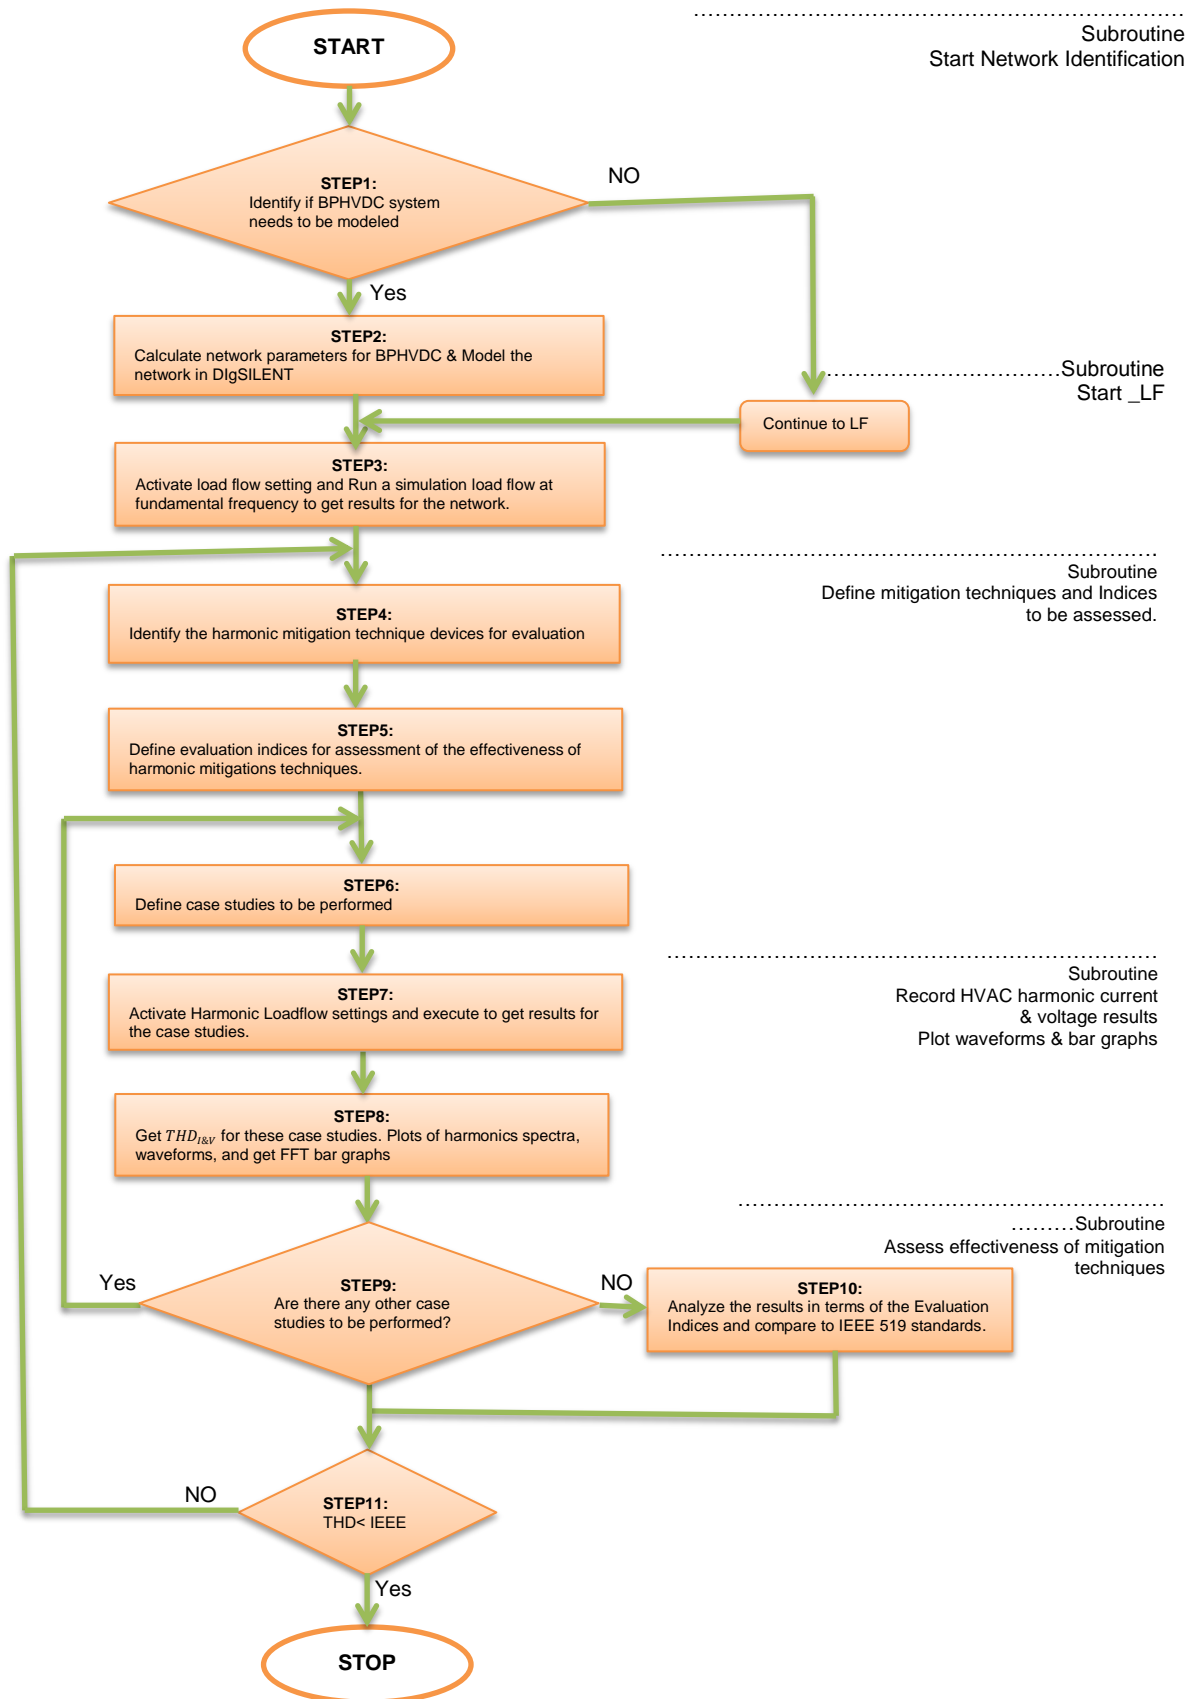 START
....................................................................
Subroutine
Start Network Identification
STEP1:
Identify if BPHVDC system
needs to be modeled
NO
Yes
STEP2:
Calculate network parameters for BPHVDC & Model the
network in DIgSILENT
.................................Subroutine
Start _LF
Continue to LF
STEP3:
Activate load flow setting and Run a simulation load flow at
fundamental frequency to get results for the network.
.....................................................................
Subroutine
Define mitigation techniques and Indices
to be assessed.
STEP4:
Identify the harmonic mitigation technique devices for evaluation
STEP5:
Define evaluation indices for assessment of the effectiveness of
harmonic mitigations techniques.
STEP6:
Define case studies to be performed
....................................................................
Subroutine
Record HVAC harmonic current
& voltage results
Plot waveforms & bar graphs
STEP7:
Activate Harmonic Loadflow settings and execute to get results for
the case studies.
STEP8:
Get THD I&V for these case studies. Plots of harmonics spectra,
waveforms, and get FFT bar graphs
...........................................................
.........Subroutine
Assess effectiveness of mitigation
techniques
Yes
STEP9:
Are there any other case
studies to be performed?
NO
STEP10:
Analyze the results in terms of the Evaluation
Indices and compare to IEEE 519 standards.
NO
STEP11:
THD< IEEE
Yes
STOP